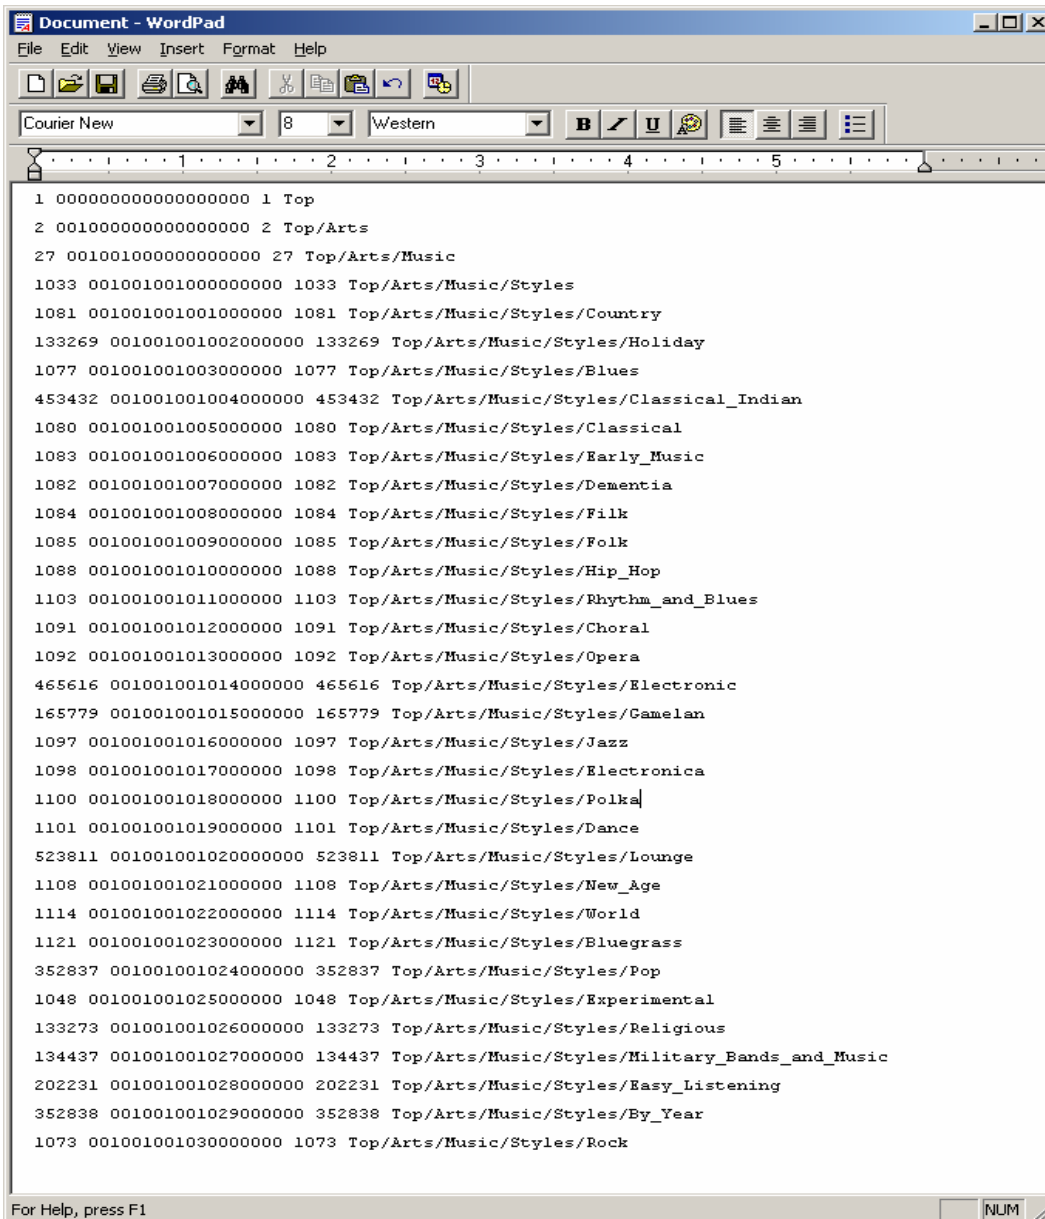 Document - WordPad
File Edit View Insert Format Help
Courier New 8 Western B I U
1 2 3 4 5
1 000000000000000000 1 Top
2 001000000000000000 2 Top/Arts
27 001001000000000000 27 Top/Arts/Music
1033 001001001000000000 1033 Top/Arts/Music/Styles
1081 001001001001000000 1081 Top/Arts/Music/Styles/Country
133269 001001001002000000 133269 Top/Arts/Music/Styles/Holiday
1077 001001001003000000 1077 Top/Arts/Music/Styles/Blues
453432 001001001004000000 453432 Top/Arts/Music/Styles/Classical_Indian
1080 001001001005000000 1080 Top/Arts/Music/Styles/Classical
1083 001001001006000000 1083 Top/Arts/Music/Styles/Early_Music
1082 001001001007000000 1082 Top/Arts/Music/Styles/Dementia
1084 001001001008000000 1084 Top/Arts/Music/Styles/Filk
1085 001001001009000000 1085 Top/Arts/Music/Styles/Folk
1088 001001001010000000 1088 Top/Arts/Music/Styles/Hip_Hop
1103 001001001011000000 1103 Top/Arts/Music/Styles/Rhythm_and_Blues
1091 001001001012000000 1091 Top/Arts/Music/Styles/Choral
1092 001001001013000000 1092 Top/Arts/Music/Styles/Opera
465616 001001001014000000 465616 Top/Arts/Music/Styles/Electronic
165779 001001001015000000 165779 Top/Arts/Music/Styles/Gamelan
1097 001001001016000000 1097 Top/Arts/Music/Styles/Jazz
1098 001001001017000000 1098 Top/Arts/Music/Styles/Electronica
1100 001001001018000000 1100 Top/Arts/Music/Styles/Polka
1101 001001001019000000 1101 Top/Arts/Music/Styles/Dance
523811 001001001020000000 523811 Top/Arts/Music/Styles/Lounge
1108 001001001021000000 1108 Top/Arts/Music/Styles/New_Age
1114 001001001022000000 1114 Top/Arts/Music/Styles/World
1121 001001001023000000 1121 Top/Arts/Music/Styles/Bluegrass
352837 001001001024000000 352837 Top/Arts/Music/Styles/Pop
1048 001001001025000000 1048 Top/Arts/Music/Styles/Experimental
133273 001001001026000000 133273 Top/Arts/Music/Styles/Religious
134437 001001001027000000 134437 Top/Arts/Music/Styles/Military_Bands_and_Music
202231 001001001028000000 202231 Top/Arts/Music/Styles/Easy_Listening
352838 001001001029000000 352838 Top/Arts/Music/Styles/By_Year
1073 001001001030000000 1073 Top/Arts/Music/Styles/Rock
For Help, press F1 NUM